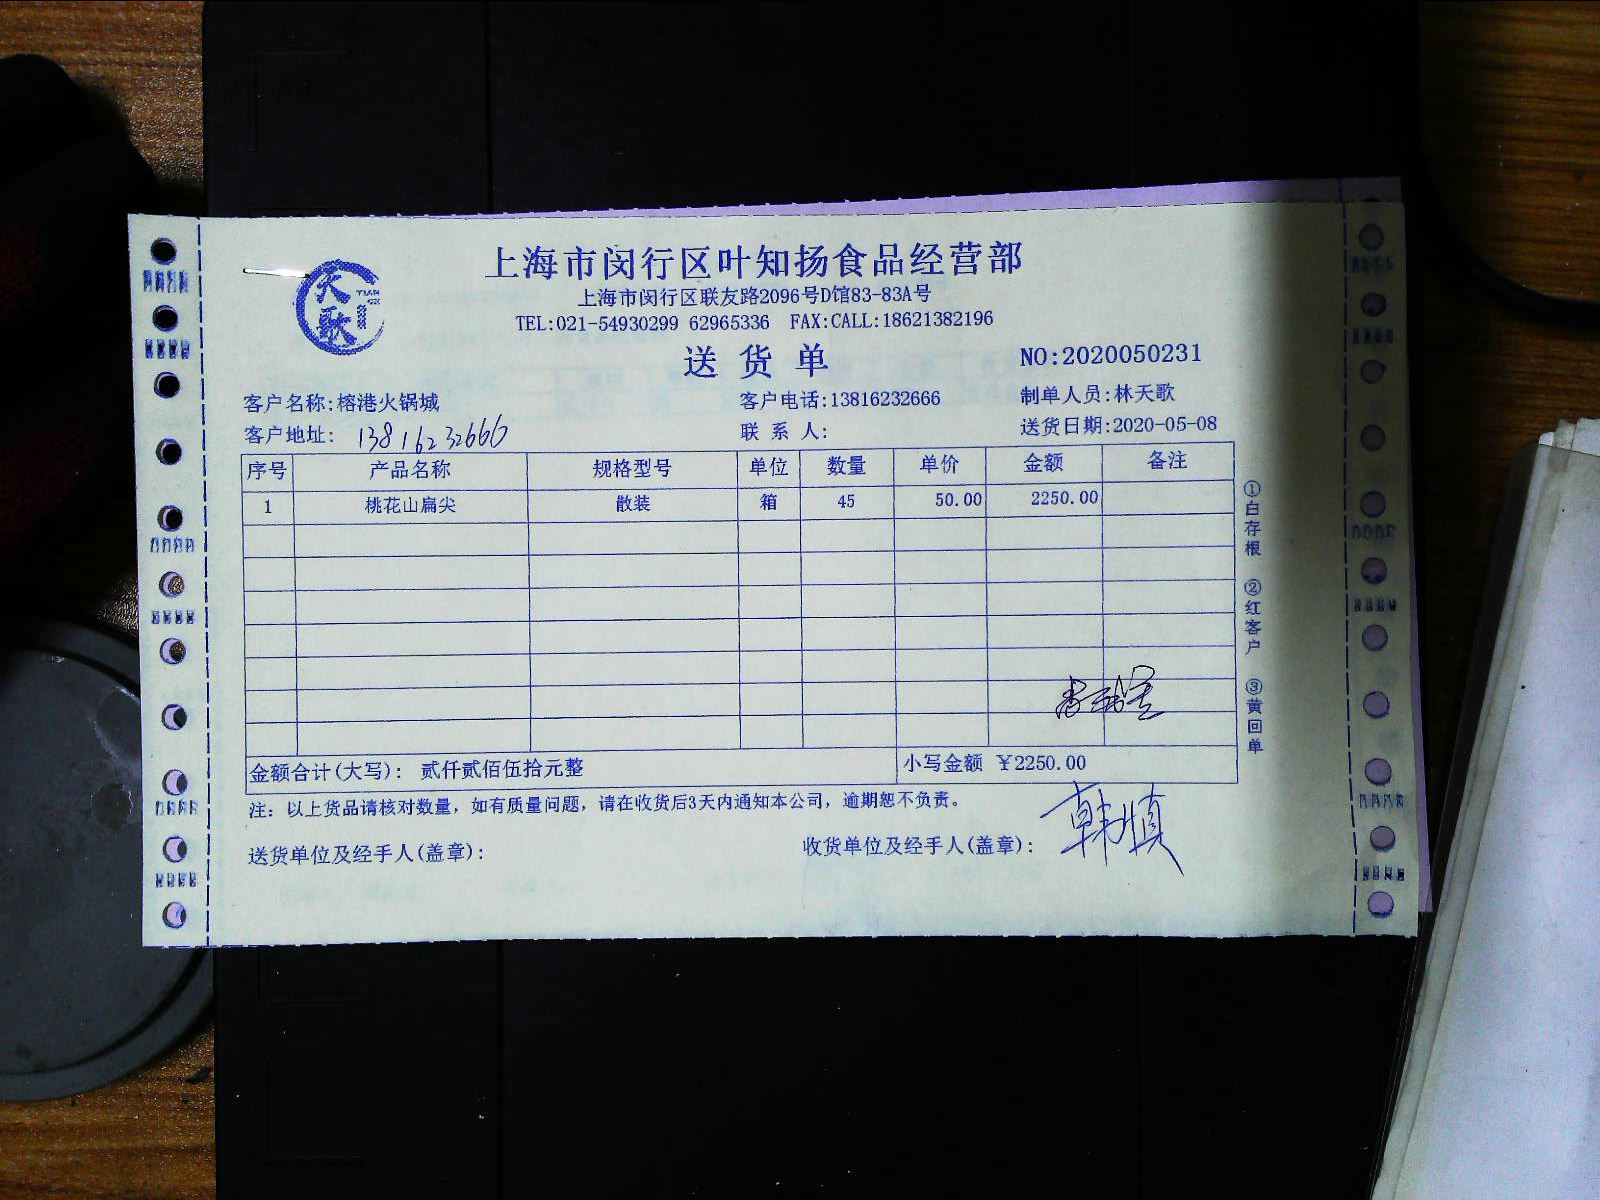 上海市闵行区叶知扬食品经营部
天歌
TIAN
GE
上海市闵行区联友路2096号D馆83-83A号
TEL:021-54930299 62965336 FAX:CALL:18621382196
送货单
NO:2020050231
客户名称:榕港火锅城 客户电话:13816232666 制单人员:林天歌
客户地址: 13816232666 联系人: 送货日期:2020-05-08
序号 产品名称 规格型号 单位 数量 单价 金额 备注
1 桃花山扁尖 散装 箱 45 50.00 2250.00
①白存根 ②红客户 ③黄回单
金额合计(大写): 贰仟贰佰伍拾元整 小写金额 ¥2250.00
注: 以上货品请核对数量, 如有质量问题, 请在收货后3天内通知本公司, 逾期恕不负责。
送货单位及经手人(盖章): 收货单位及经手人(盖章): 韩慎